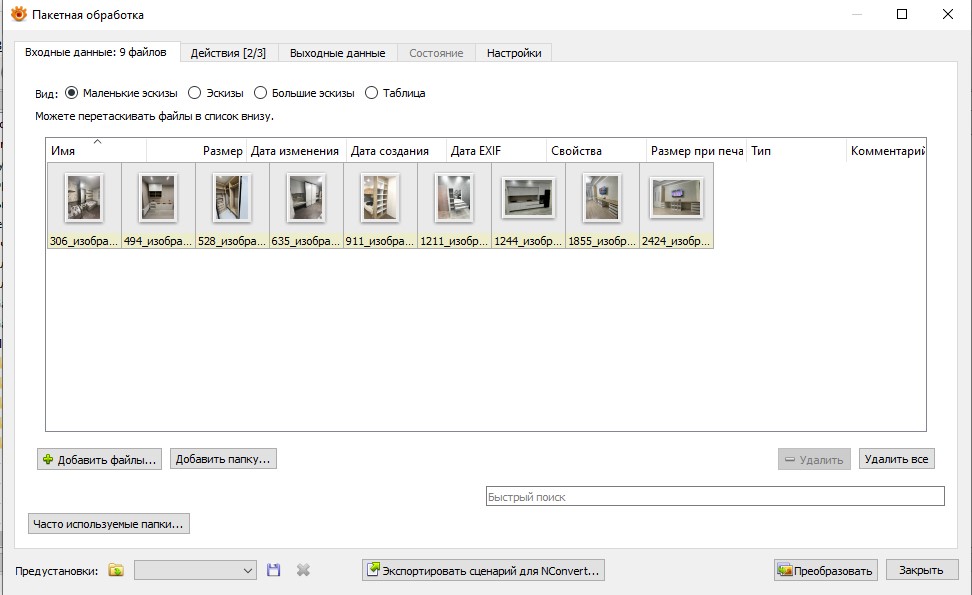 Пакетная обработка
Входные данные: 9 файлов Действия [2/3] Выходные данные Состояние Настройки
Вид: Маленькие эскизы Эскизы Большие эскизы Таблица
Можете перетаскивать файлы в список внизу.
Имя Размер Дата изменения Дата создания Дата EXIF Свойства Размер при печа Тип Комментарий
306_изобра... 494_изобра... 528_изобра... 635_изобра... 911_изобра... 1211_изобр... 1244_изобр... 1855_изобр... 2424_изобр...
Добавить файлы... Добавить папку... Удалить Удалить все
Быстрый поиск
Часто используемые папки...
Предустановки: Экспортировать сценарий для NConvert... Преобразовать Закрыть